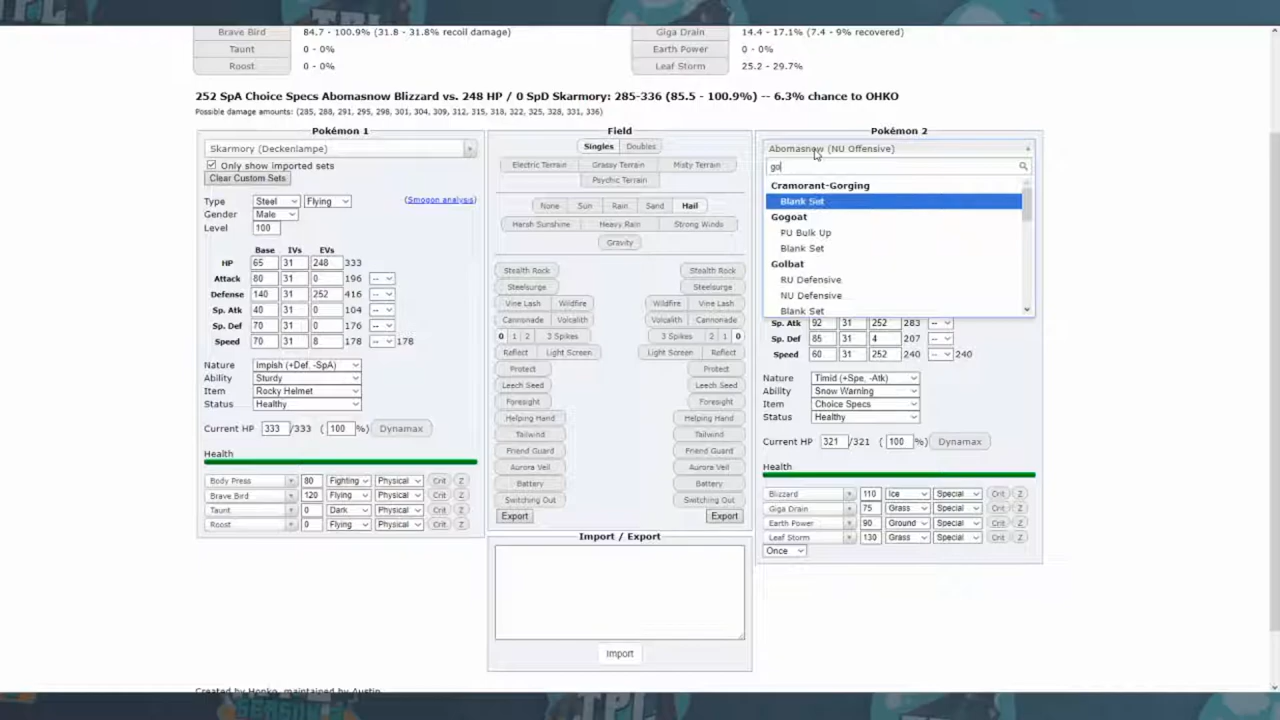 Brave Bird 84.7 - 100.9% (31.8 - 31.8% recoil damage)
Taunt 0 - 0%
Roost 0 - 0%
Giga Drain 14.4 - 17.1% (7.4 - 9% recovered)
Earth Power 0 - 0%
Leaf Storm 25.2 - 29.7%
252 SpA Choice Specs Abomasnow Blizzard vs. 248 HP / 0 SpD Skarmory: 285-336 (85.5 - 100.9%) -- 6.3% chance to OHKO
Possible damage amounts: (285, 288, 291, 295, 298, 301, 304, 309, 312, 315, 318, 322, 325, 328, 331, 336)
Pokémon 1
Skarmory (Deckenlampe)
Only show imported sets
Clear Custom Sets
Type Steel Flying (Smogon analysis)
Gender Male
Level 100
Base IVs EVs
HP 65 31 248 333
Attack 80 31 0 196 --
Defense 140 31 252 416 --
Sp. Atk 40 31 0 104 --
Sp. Def 70 31 0 176 --
Speed 70 31 8 178 -- 178
Nature Impish (+Def, -SpA)
Ability Sturdy
Item Rocky Helmet
Status Healthy
Current HP 333 /333 ( 100 %) Dynamax
Health
Body Press 80 Fighting Physical Crit Z
Brave Bird 120 Flying Physical Crit Z
Taunt 0 Dark Physical Crit Z
Roost 0 Flying Physical Crit Z
Field
Singles Doubles
Electric Terrain Grassy Terrain Misty Terrain
Psychic Terrain
None Sun Rain Sand Hail
Harsh Sunshine Heavy Rain Strong Winds
Gravity
Stealth Rock Stealth Rock
Steelsurge Steelsurge
Vine Lash Wildfire Wildfire Vine Lash
Cannonade Volcalith Volcalith Cannonade
0 1 2 3 Spikes 3 Spikes 2 1 0
Reflect Light Screen Light Screen Reflect
Protect Protect
Leech Seed Leech Seed
Foresight Foresight
Helping Hand Helping Hand
Tailwind Tailwind
Friend Guard Friend Guard
Aurora Veil Aurora Veil
Battery Battery
Switching Out Switching Out
Export Export
Import / Export
Import
Pokémon 2
Abomasnow (NU Offensive)
go
Cramorant-Gorging
Blank Set
Gogoat
PU Bulk Up
Blank Set
Golbat
RU Defensive
NU Defensive
Blank Set
Sp. Atk 92 31 252 283 --
Sp. Def 85 31 4 207 --
Speed 60 31 252 240 -- 240
Nature Timid (+Spe, -Atk)
Ability Snow Warning
Item Choice Specs
Status Healthy
Current HP 321 /321 ( 100 %) Dynamax
Health
Blizzard 110 Ice Special Crit Z
Giga Drain 75 Grass Special Crit Z
Earth Power 90 Ground Special Crit Z
Leaf Storm 130 Grass Special Crit Z
Once
Created by Honko, maintained by Austin
TPL